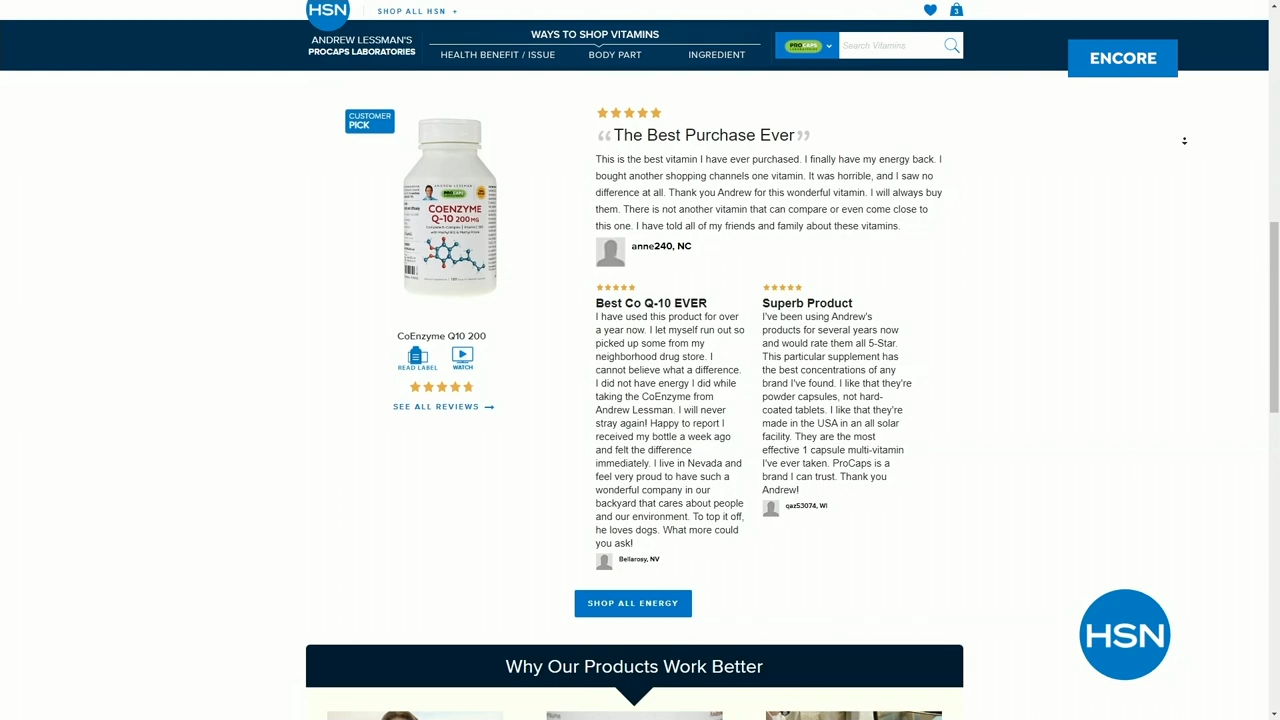 HSN
SHOP ALL HSN +
3
ANDREW LESSMAN'S
PROCAPS LABORATORIES
WAYS TO SHOP VITAMINS
HEALTH BENEFIT / ISSUE
BODY PART
INGREDIENT
PROCAPS
Search Vitamins
ENCORE
CUSTOMER
PICK
ANDREW LESSMAN
PROCAPS
COENZYME
Q-10 200 MG
CoEnzyme Q10 200
READ LABEL
WATCH
SEE ALL REVIEWS →
“The Best Purchase Ever”
This is the best vitamin I have ever purchased. I finally have my energy back. I
bought another shopping channels one vitamin. It was horrible, and I saw no
difference at all. Thank you Andrew for this wonderful vitamin. I will always buy
them. There is not another vitamin that can compare or even come close to
this one. I have told all of my friends and family about these vitamins.
anne240, NC
Best Co Q-10 EVER
I have used this product for over
a year now. I let myself run out so
picked up some from my
neighborhood drug store. I
cannot believe what a difference.
I did not have energy I did while
taking the CoEnzyme from
Andrew Lessman. I will never
stray again! Happy to report I
received my bottle a week ago
and felt the difference
immediately. I live in Nevada and
feel very proud to have such a
wonderful company in our
backyard that cares about people
and our environment. To top it off,
he loves dogs. What more could
you ask!
Bellarosy, NV
Superb Product
I've been using Andrew's
products for several years now
and would rate them all 5-Star.
This particular supplement has
the best concentrations of any
brand I've found. I like that they're
powder capsules, not hard-
coated tablets. I like that they're
made in the USA in an all solar
facility. They are the most
effective 1 capsule multi-vitamin
I've ever taken. ProCaps is a
brand I can trust. Thank you
Andrew!
qaz53074, WI
SHOP ALL ENERGY
HSN
Why Our Products Work Better